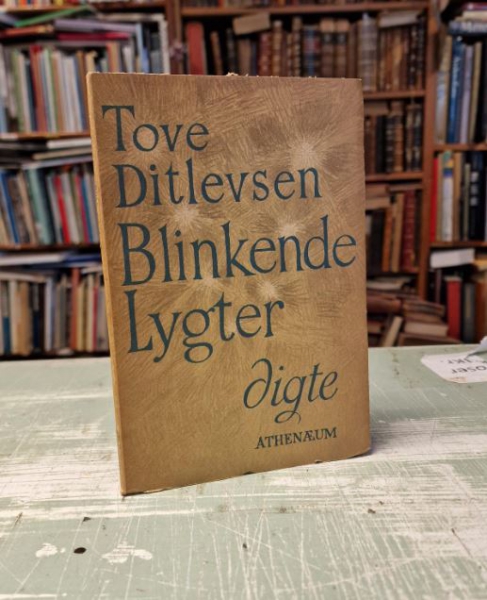 Tove
Ditlevsen
Blinkende
Lygter
digte
ATHENÆUM